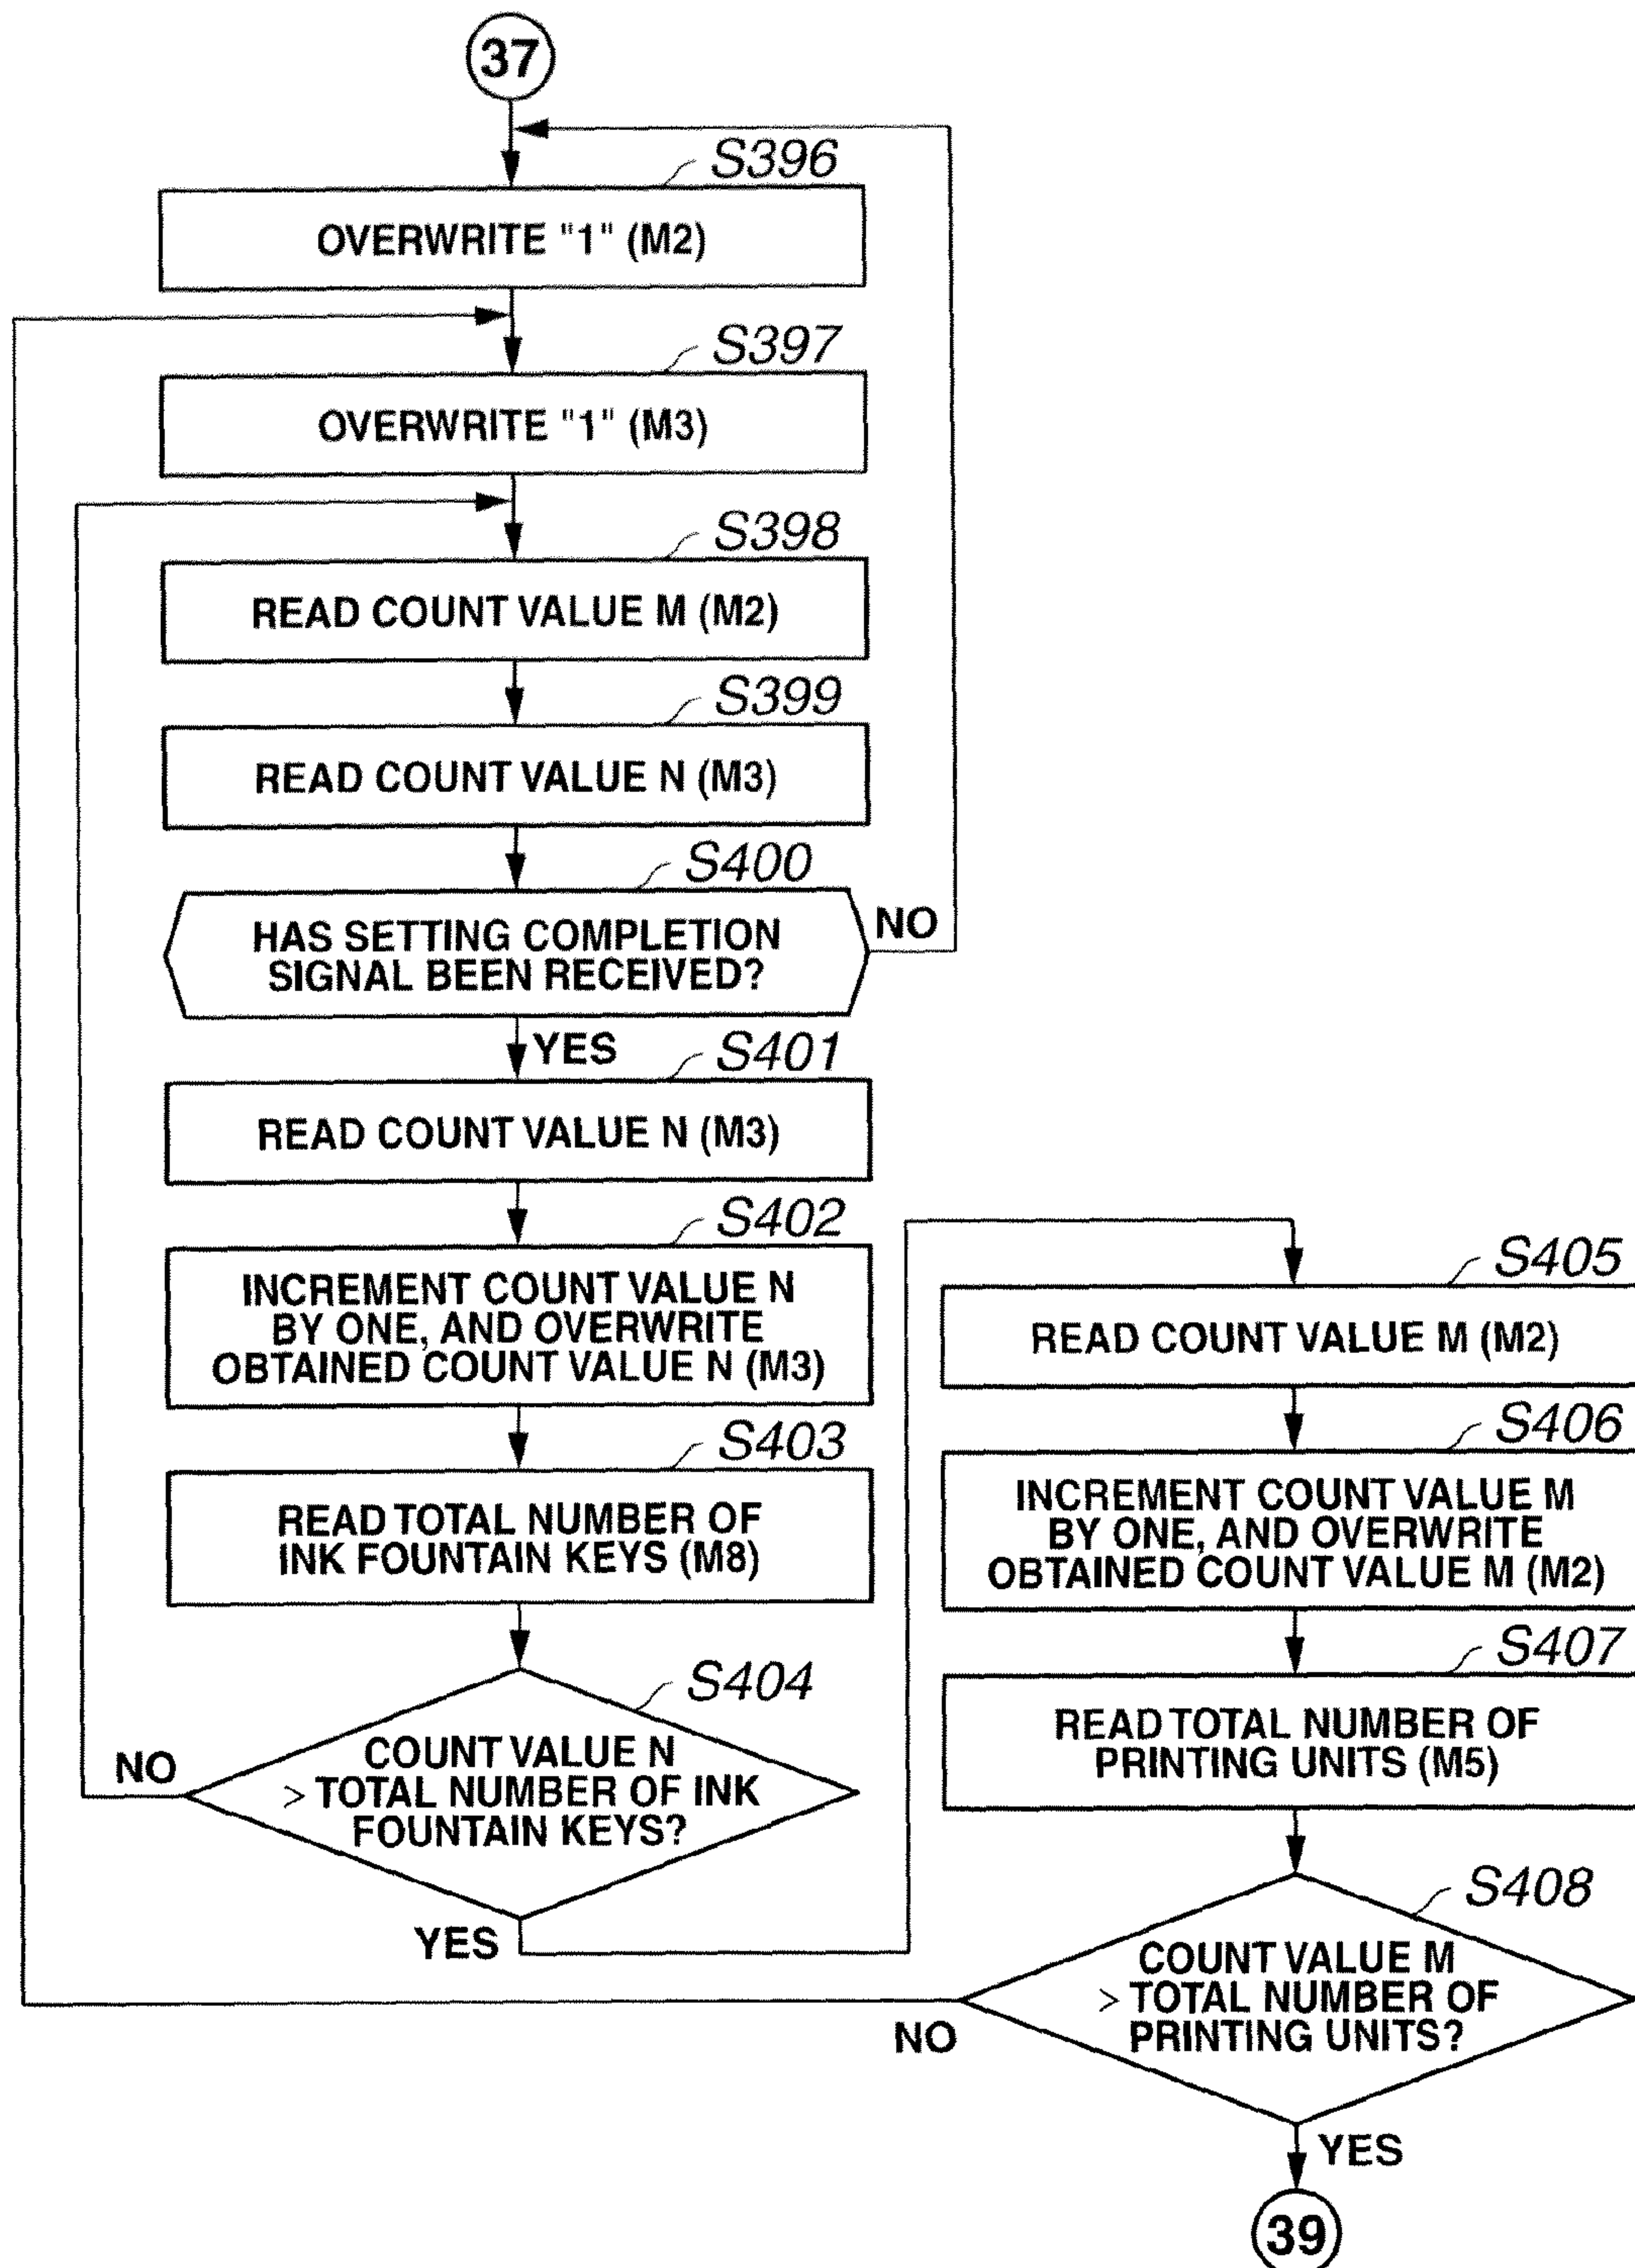 37
S396
OVERWRITE "1" (M2)
S397
OVERWRITE "1" (M3)
S398
READ COUNT VALUE M (M2)
S399
READ COUNT VALUE N (M3)
S400
HAS SETTING COMPLETION
SIGNAL BEEN RECEIVED?
NO
YES
S401
READ COUNT VALUE N (M3)
S402
INCREMENT COUNT VALUE N
BY ONE, AND OVERWRITE
OBTAINED COUNT VALUE N (M3)
S403
READ TOTAL NUMBER OF
INK FOUNTAIN KEYS (M8)
S404
COUNT VALUE N
> TOTAL NUMBER OF INK
FOUNTAIN KEYS?
NO
YES
S405
READ COUNT VALUE M (M2)
S406
INCREMENT COUNT VALUE M
BY ONE, AND OVERWRITE
OBTAINED COUNT VALUE M (M2)
S407
READ TOTAL NUMBER OF
PRINTING UNITS (M5)
S408
COUNT VALUE M
> TOTAL NUMBER OF
PRINTING UNITS?
NO
YES
39